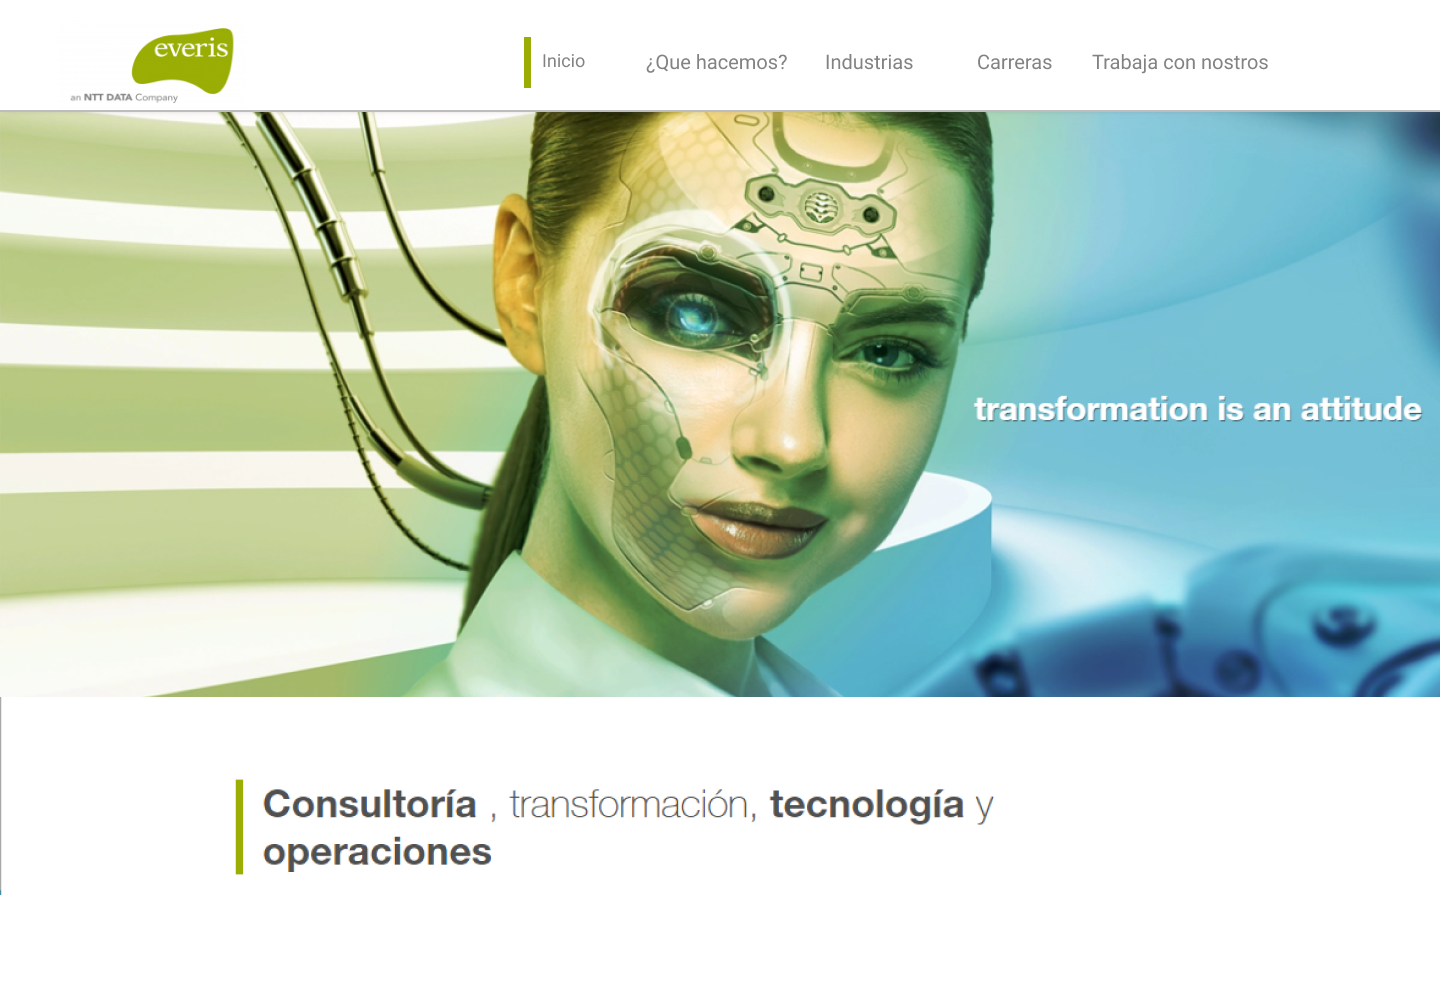 everis
an NTT DATA Company
Inicio
¿Que hacemos?
Industrias
Carreras
Trabaja con nostros
transformation is an attitude
Consultoría , transformación, tecnología y
operaciones